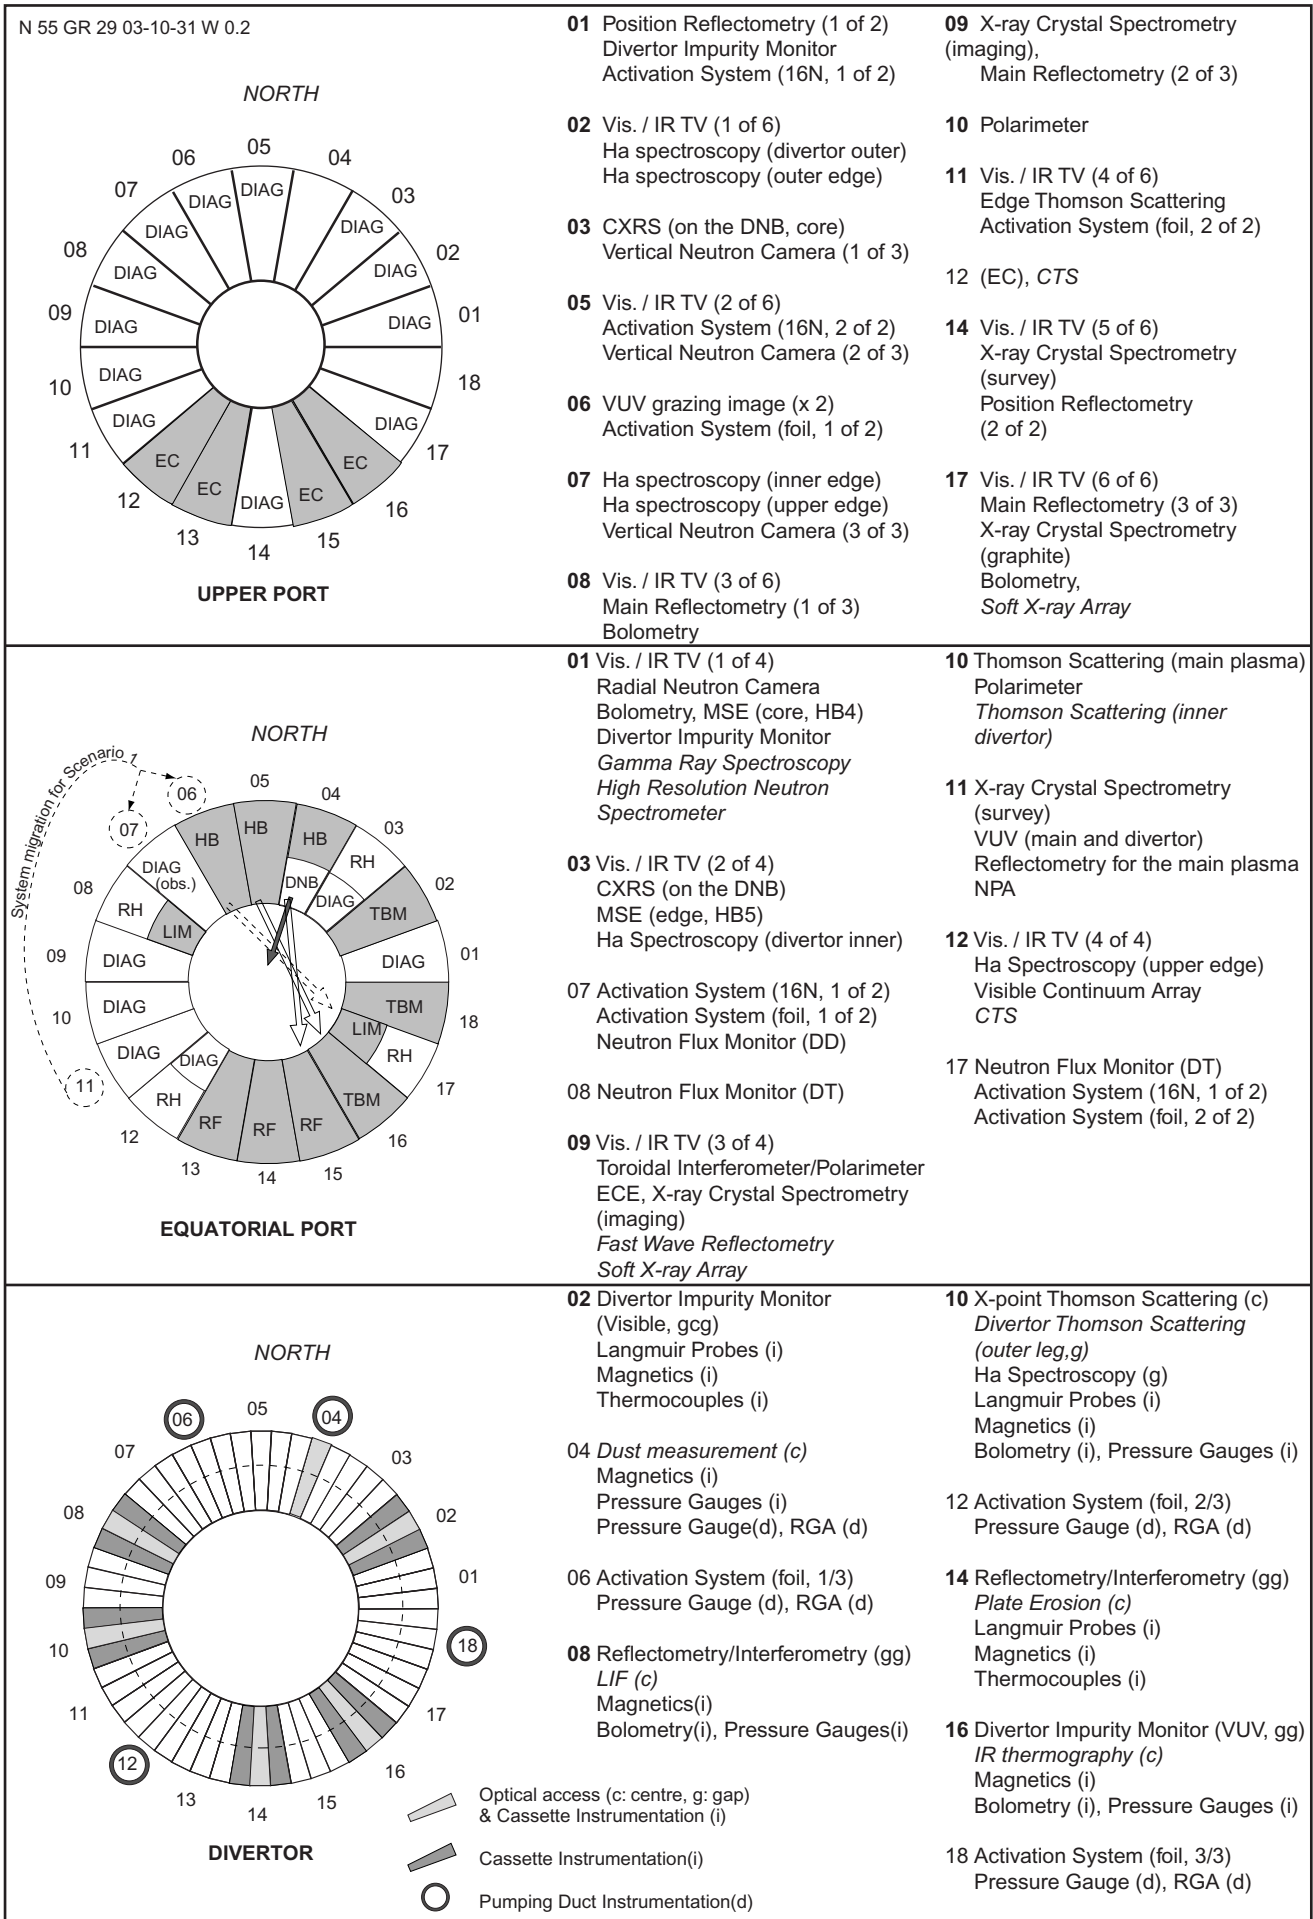 N 55 GR 29 03-10-31 W 0.2
NORTH
05
04
03
02
01
18
17
16
15
14
13
12
11
10
09
08
07
06
DIAG
DIAG
DIAG
DIAG
DIAG
DIAG
DIAG
DIAG
DIAG
DIAG
DIAG
EC
EC
DIAG
EC
EC
DIAG
UPPER PORT
01 Position Reflectometry (1 of 2)
Divertor Impurity Monitor
Activation System (16N, 1 of 2)
02 Vis. / IR TV (1 of 6)
Ha spectroscopy (divertor outer)
Ha spectroscopy (outer edge)
03 CXRS (on the DNB, core)
Vertical Neutron Camera (1 of 3)
05 Vis. / IR TV (2 of 6)
Activation System (16N, 2 of 2)
Vertical Neutron Camera (2 of 3)
06 VUV grazing image (x 2)
Activation System (foil, 1 of 2)
07 Ha spectroscopy (inner edge)
Ha spectroscopy (upper edge)
Vertical Neutron Camera (3 of 3)
08 Vis. / IR TV (3 of 6)
Main Reflectometry (1 of 3)
Bolometry
09 X-ray Crystal Spectrometry
(imaging),
Main Reflectometry (2 of 3)
10 Polarimeter
11 Vis. / IR TV (4 of 6)
Edge Thomson Scattering
Activation System (foil, 2 of 2)
12 (EC), CTS
14 Vis. / IR TV (5 of 6)
X-ray Crystal Spectrometry
(survey)
Position Reflectometry
(2 of 2)
17 Vis. / IR TV (6 of 6)
Main Reflectometry (3 of 3)
X-ray Crystal Spectrometry
(graphite)
Bolometry,
Soft X-ray Array
NORTH
System migration for Scenario 1
05
04
03
02
01
18
17
16
15
14
13
12
11
10
09
08
07
06
HB
HB
HB
DNB
RH
DIAG
TBM
DIAG
TBM
LIM
RH
TBM
RF
RF
RF
DIAG
RH
DIAG
DIAG
DIAG
LIM
RH
DIAG
(obs.)
EQUATORIAL PORT
01 Vis. / IR TV (1 of 4)
Radial Neutron Camera
Bolometry, MSE (core, HB4)
Divertor Impurity Monitor
Gamma Ray Spectroscopy
High Resolution Neutron
Spectrometer
03 Vis. / IR TV (2 of 4)
CXRS (on the DNB)
MSE (edge, HB5)
Ha Spectroscopy (divertor inner)
07 Activation System (16N, 1 of 2)
Activation System (foil, 1 of 2)
Neutron Flux Monitor (DD)
08 Neutron Flux Monitor (DT)
09 Vis. / IR TV (3 of 4)
Toroidal Interferometer/Polarimeter
ECE, X-ray Crystal Spectrometry
(imaging)
Fast Wave Reflectometry
Soft X-ray Array
10 Thomson Scattering (main plasma)
Polarimeter
Thomson Scattering (inner
divertor)
11 X-ray Crystal Spectrometry
(survey)
VUV (main and divertor)
Reflectometry for the main plasma
NPA
12 Vis. / IR TV (4 of 4)
Ha Spectroscopy (upper edge)
Visible Continuum Array
CTS
17 Neutron Flux Monitor (DT)
Activation System (16N, 1 of 2)
Activation System (foil, 2 of 2)
NORTH
05
04
03
02
01
18
17
16
15
14
13
12
11
10
09
08
07
06
DIVERTOR
Optical access (c: centre, g: gap)
& Cassette Instrumentation (i)
Cassette Instrumentation(i)
Pumping Duct Instrumentation(d)
02 Divertor Impurity Monitor
(Visible, gcg)
Langmuir Probes (i)
Magnetics (i)
Thermocouples (i)
04 Dust measurement (c)
Magnetics (i)
Pressure Gauges (i)
Pressure Gauge(d), RGA (d)
06 Activation System (foil, 1/3)
Pressure Gauge (d), RGA (d)
08 Reflectometry/Interferometry (gg)
LIF (c)
Magnetics(i)
Bolometry(i), Pressure Gauges(i)
10 X-point Thomson Scattering (c)
Divertor Thomson Scattering
(outer leg,g)
Ha Spectroscopy (g)
Langmuir Probes (i)
Magnetics (i)
Bolometry (i), Pressure Gauges (i)
12 Activation System (foil, 2/3)
Pressure Gauge (d), RGA (d)
14 Reflectometry/Interferometry (gg)
Plate Erosion (c)
Langmuir Probes (i)
Magnetics (i)
Thermocouples (i)
16 Divertor Impurity Monitor (VUV, gg)
IR thermography (c)
Magnetics (i)
Bolometry (i), Pressure Gauges (i)
18 Activation System (foil, 3/3)
Pressure Gauge (d), RGA (d)